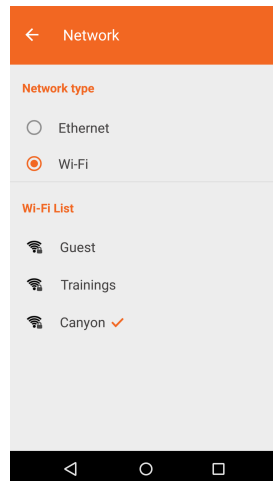 Network
Network type
Ethernet
Wi-Fi
Wi-Fi List
Guest
Trainings
Canyon